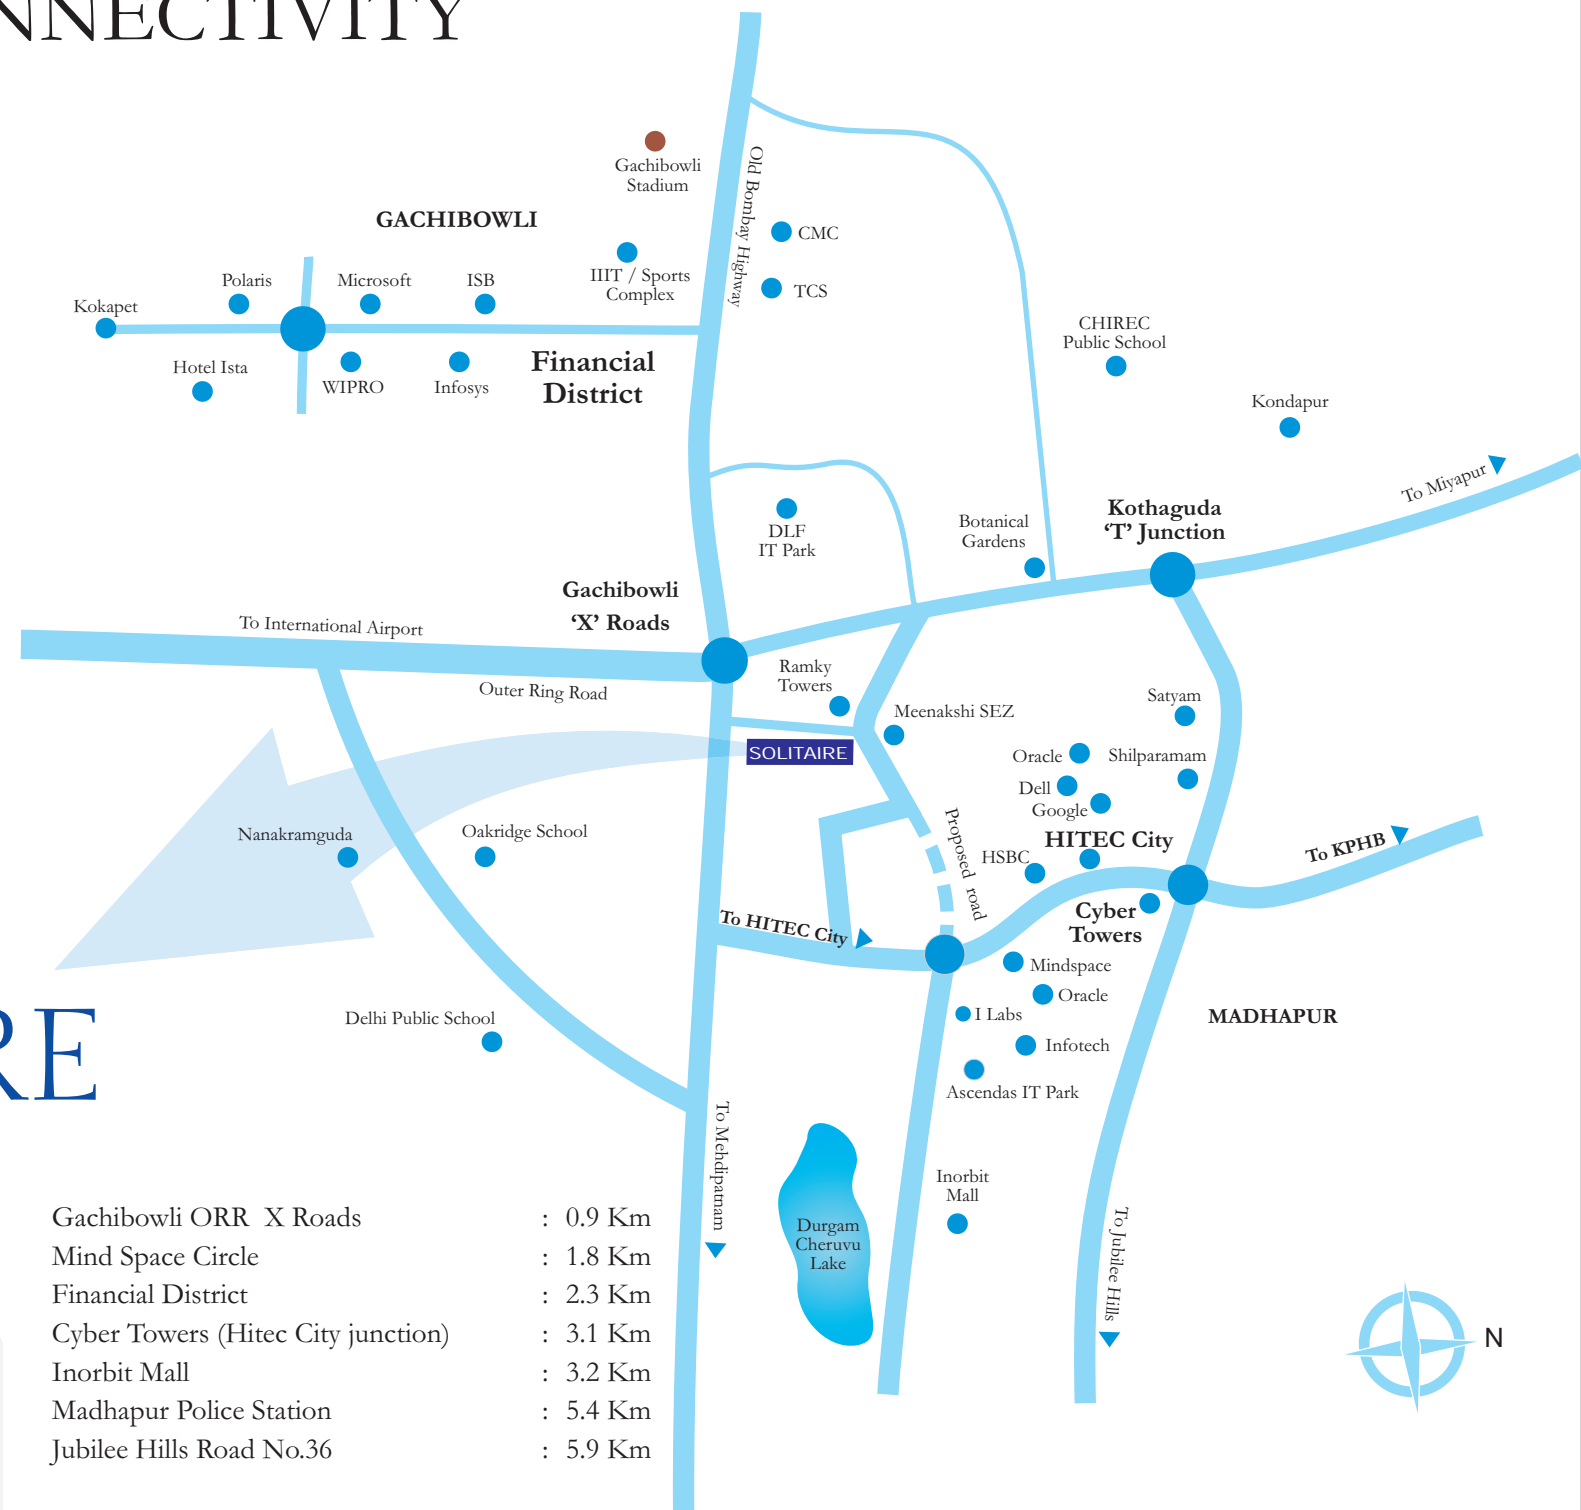 NNECTIVITY
Gachibowli
Stadium
GACHIBOWLI
Old Bombay Highway
CMC
TCS
IIIT / Sports
Complex
Polaris
Microsoft
ISB
Kokapet
Hotel Ista
WIPRO
Infosys
Financial
District
CHIREC
Public School
Kondapur
To Miyapur
Kothaguda
‘T’ Junction
Botanical
Gardens
DLF
IT Park
Gachibowli
‘X’ Roads
To International Airport
Outer Ring Road
Ramky
Towers
Meenakshi SEZ
SOLITAIRE
Satyam
Oracle
Shilparamam
Dell
Google
HITEC City
HSBC
Proposed road
To KPHB
Nanakramguda
Oakridge School
To HITEC City
Cyber
Towers
Mindspace
Oracle
I Labs
Infotech
Ascendas IT Park
MADHAPUR
Delhi Public School
RE
To Mehdipatnam
Inorbit
Mall
Durgam
Cheruvu
Lake
To Jubilee Hills
N
Gachibowli ORR X Roads : 0.9 Km
Mind Space Circle : 1.8 Km
Financial District : 2.3 Km
Cyber Towers (Hitec City junction) : 3.1 Km
Inorbit Mall : 3.2 Km
Madhapur Police Station : 5.4 Km
Jubilee Hills Road No.36 : 5.9 Km